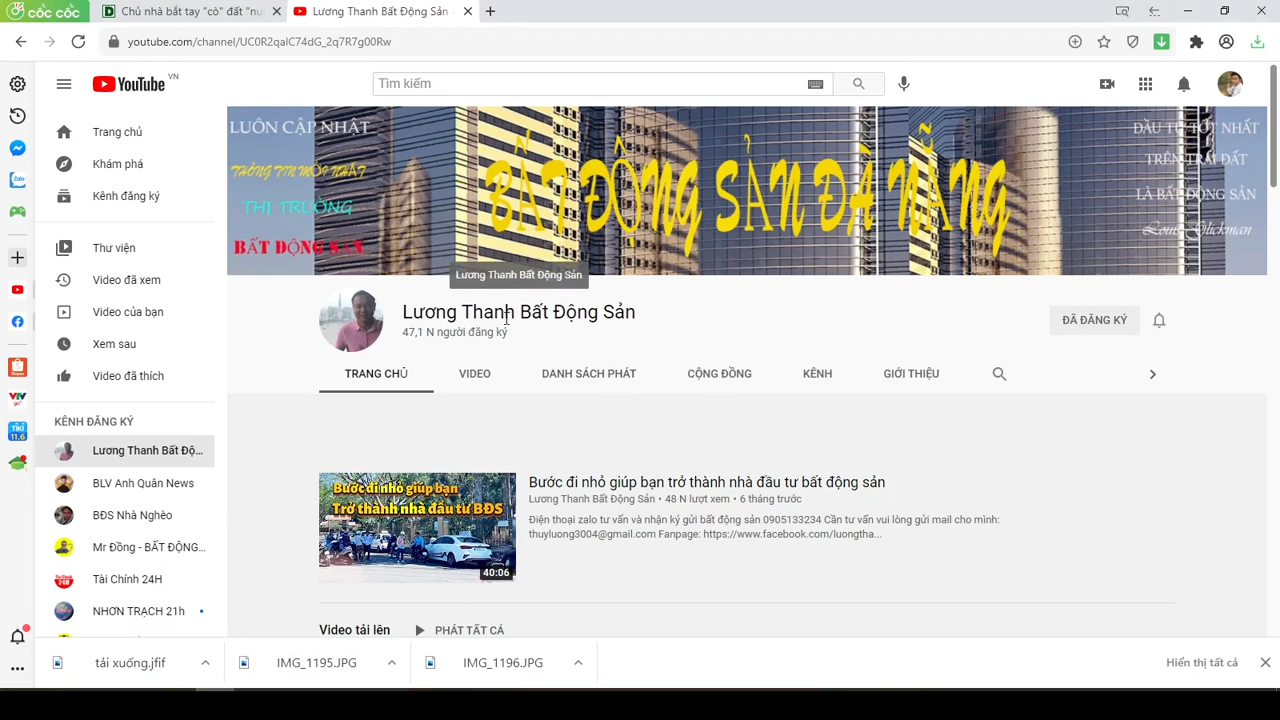 cốc cốc
Chủ nhà bắt tay "cò" đất "nu
Lương Thanh Bất Động Sản -
youtube.com/channel/UC0R2qaIC74dG_2q7R7g00Rw
YouTube VN
Tìm kiếm
LUÔN CẬP NHẬT
THÔNG TIN MỚI NHẤT
THỊ TRƯỜNG
BẤT ĐỘNG SẢN
BẤT ĐỘNG SẢN ĐÀ NẴNG
ĐẦU TƯ TỐT NHẤT
TRÊN TRÁI ĐẤT
LÀ BẤT ĐỘNG SẢN
Louis Glickman
Trang chủ
Khám phá
Kênh đăng ký
Thư viện
Video đã xem
Video của bạn
Xem sau
Video đã thích
KÊNH ĐĂNG KÝ
Lương Thanh Bất Độ...
BLV Anh Quân News
BĐS Nhà Nghèo
Mr Đồng - BẤT ĐỘNG...
Tài Chính 24H
NHƠN TRẠCH 21h
Lương Thanh Bất Động Sản
Lương Thanh Bất Động Sản
47,1 N người đăng ký
ĐÃ ĐĂNG KÝ
TRANG CHỦ
VIDEO
DANH SÁCH PHÁT
CỘNG ĐỒNG
KÊNH
GIỚI THIỆU
Bước đi nhỏ giúp bạn
Trở thành nhà đầu tư BĐS
40:06
Bước đi nhỏ giúp bạn trở thành nhà đầu tư bất động sản
Lương Thanh Bất Động Sản • 48 N lượt xem • 6 tháng trước
Điện thoại zalo tư vấn và nhận ký gửi bất động sản 0905133234 Cần tư vấn vui lòng gửi mail cho mình:
thuyluong3004@gmail.com Fanpage: https://www.facebook.com/luongtha...
Video tải lên
PHÁT TẤT CẢ
tải xuống.jfif
IMG_1195.JPG
IMG_1196.JPG
Hiển thị tất cả